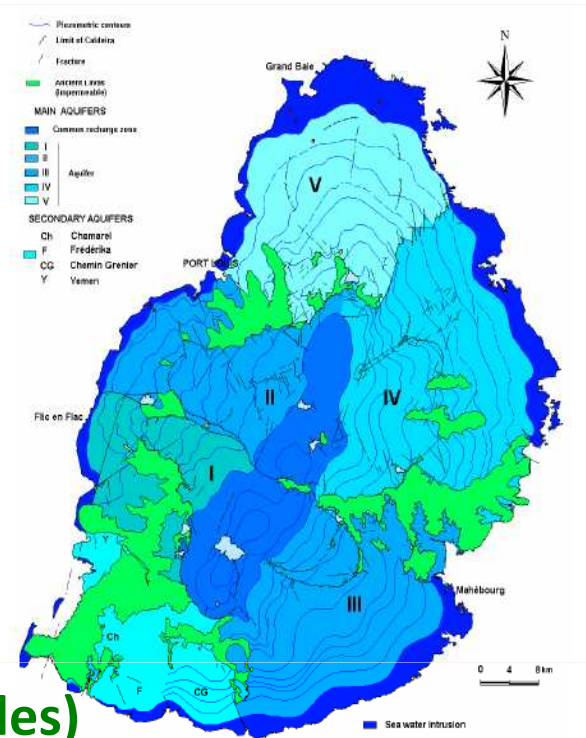 Piezometric contours
Limit of Caldeira
Fracture
Ancient Lavas
(Impermeable)
MAIN AQUIFERS
Common recharge zone
I
II
III Aquifer
IV
V
SECONDARY AQUIFERS
Ch Chamarel
F Frédérika
CG Chemin Grenier
Y Yemen
N
Grand Baie
V
PORT LOUIS
II
IV
Flic en Flac
I
III
Mahébourg
Y
Ch
F
CG
0 4 8 km
Sea water intrusion
les)